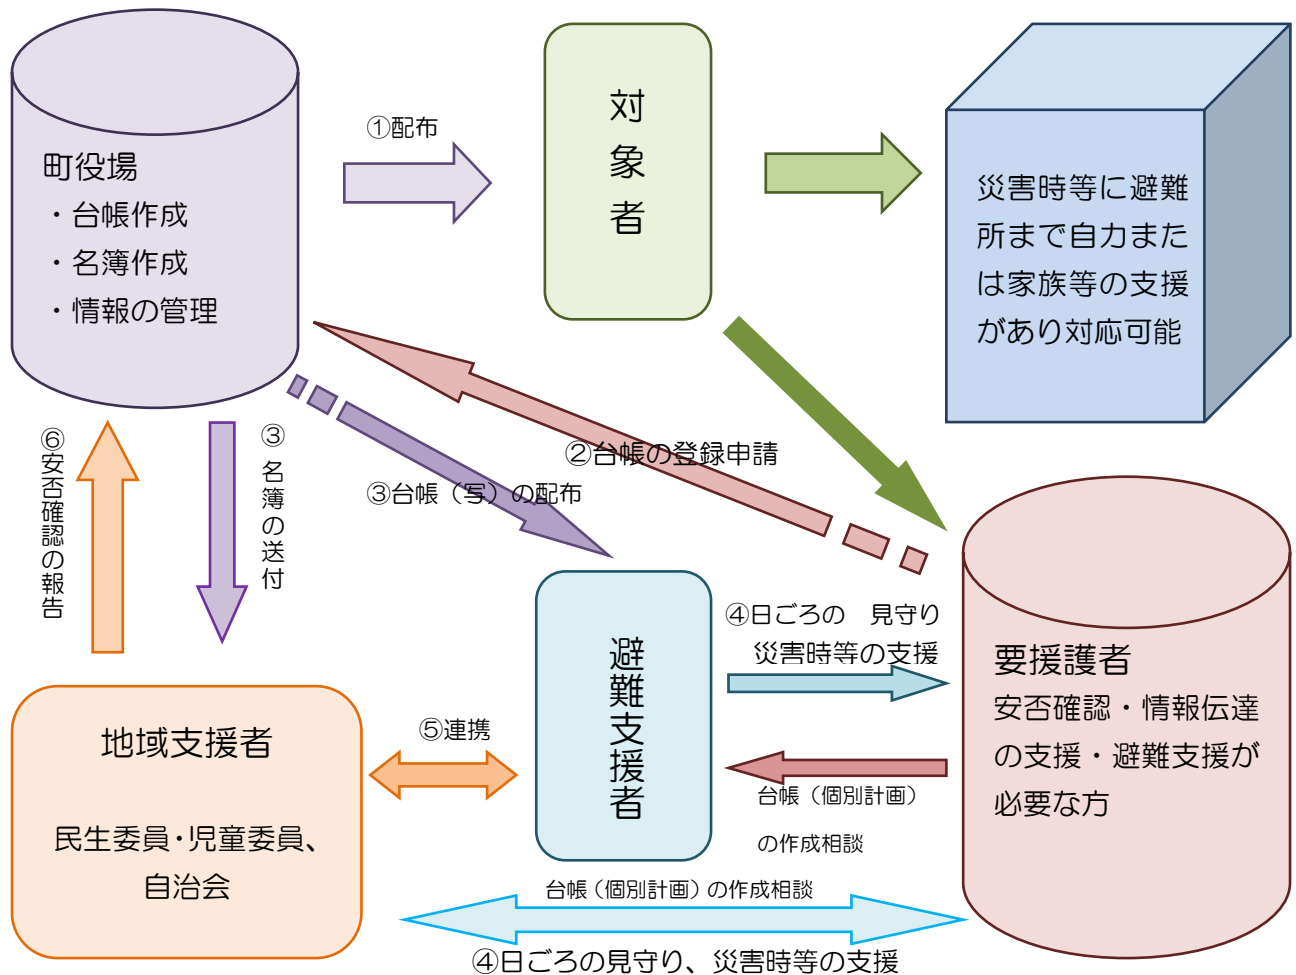 町役場
・台帳作成
・名簿作成
・情報の管理
①配布
対象者
災害時等に避難
所まで自力また
は家族等の支援
があり対応可能
②台帳の登録申請
③台帳（写）の配布
⑥安否確認の報告
③名簿の送付
④日ごろの　見守り
災害時等の支援
避難支援者
要援護者
安否確認・情報伝達
の支援・避難支援が
必要な方
⑤連携
地域支援者
民生委員・児童委員、
自治会
台帳（個別計画）
の作成相談
台帳（個別計画）の作成相談
④日ごろの見守り、災害時等の支援